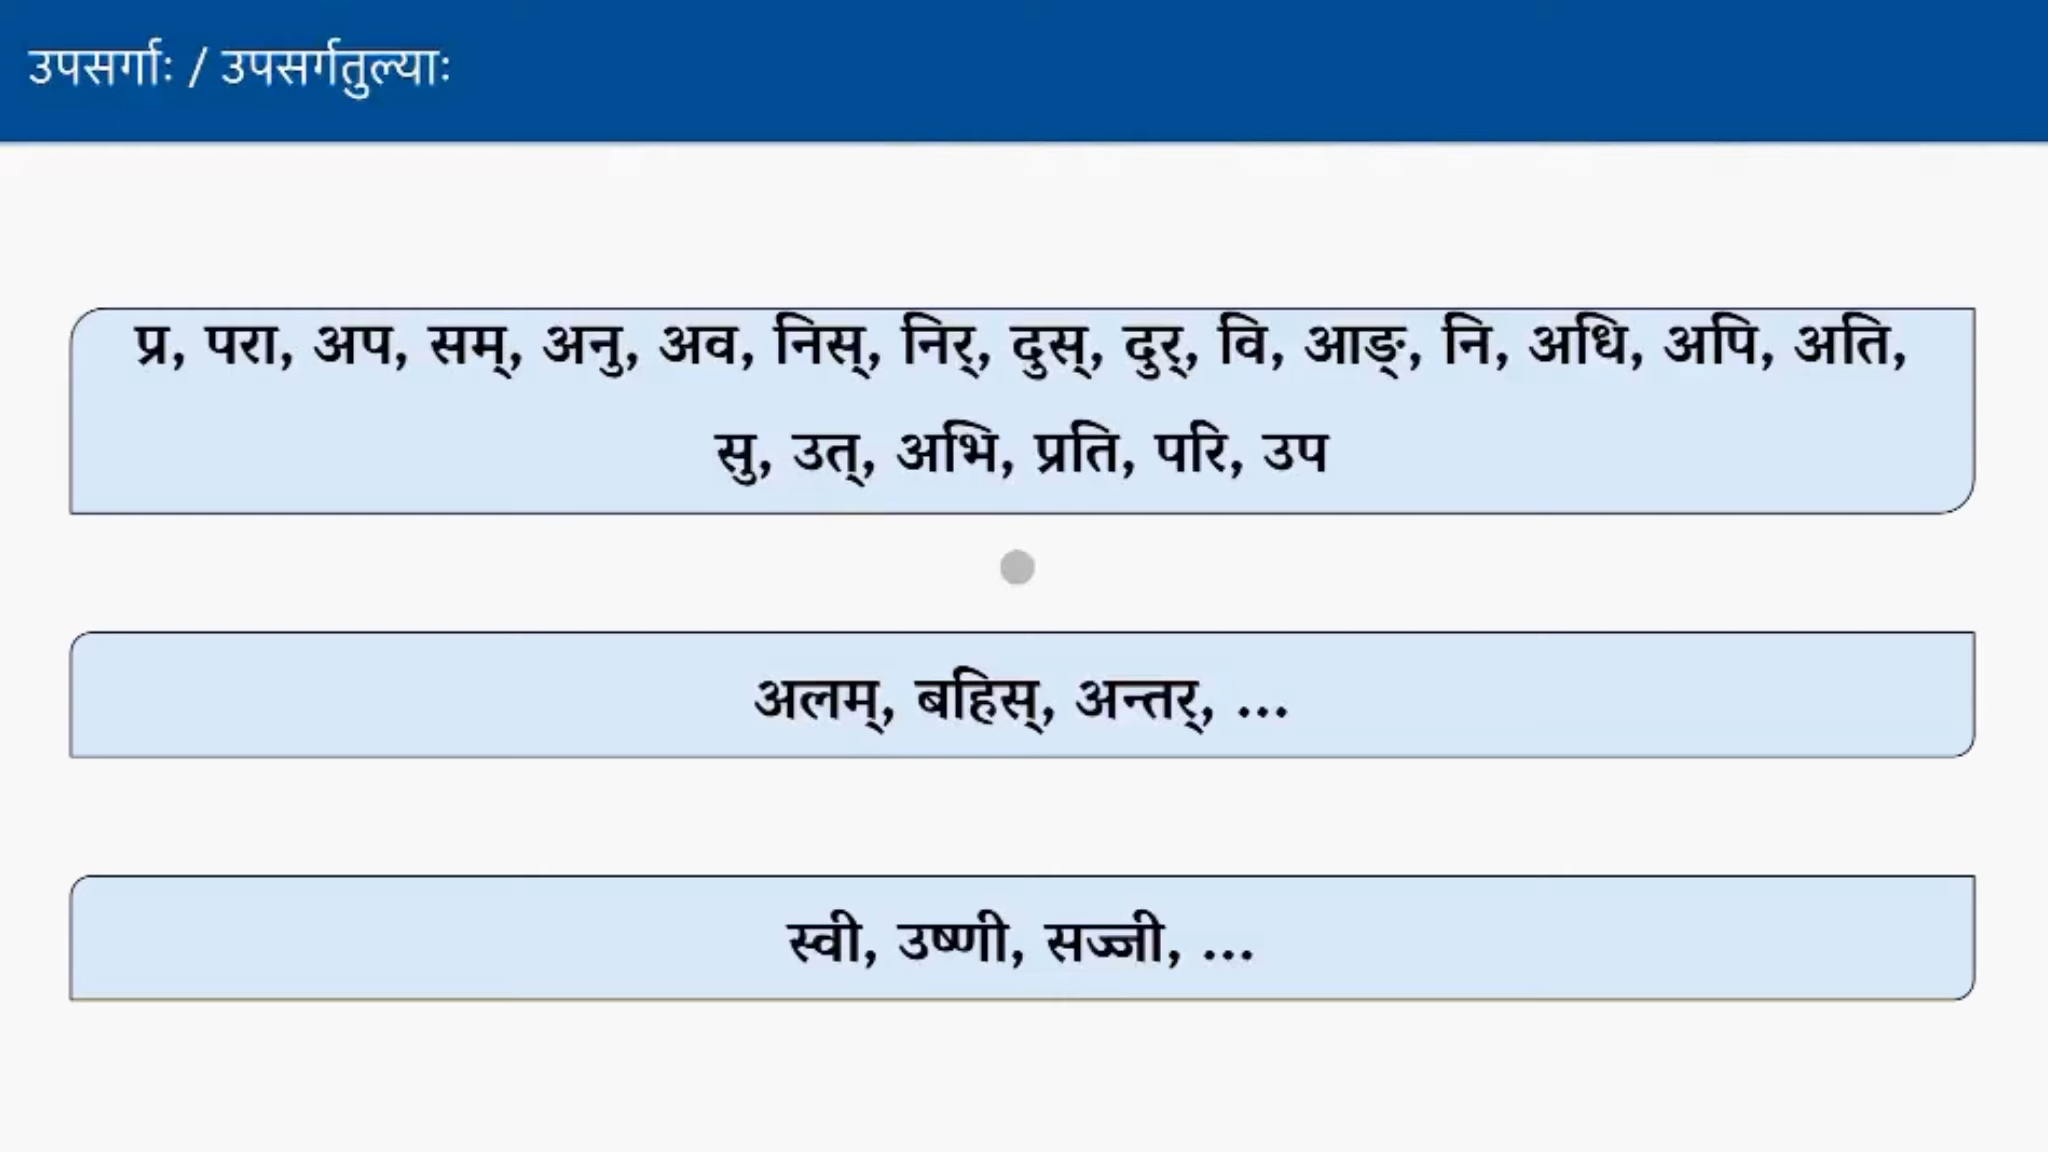 उपसर्गाः / उपसर्गतुल्याः
प्र, परा, अप, सम्, अनु, अव, निस्, निर्, दुस्, दुर्, वि, आङ्, नि, अधि, अपि, अति,
सु, उत्, अभि, प्रति, परि, उप
अलम्, बहिस्, अन्तर्, ...
स्वी, उष्णी, सज्जी, ...